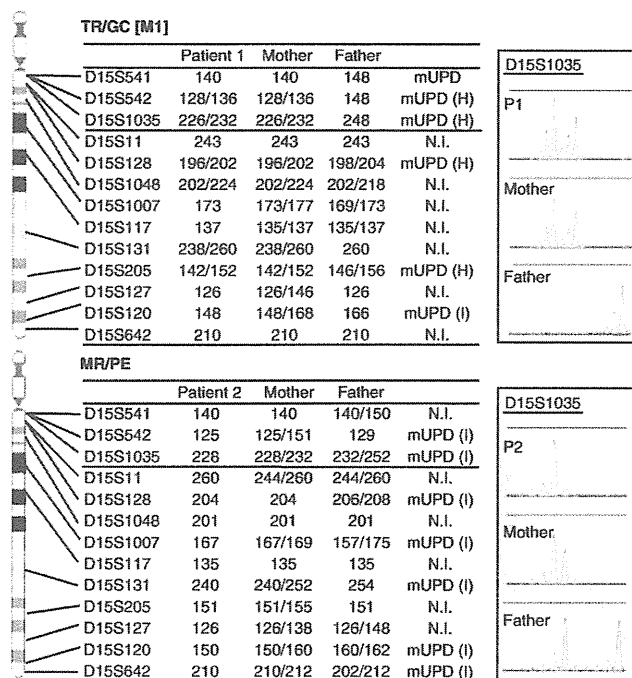 TR/GC [M1]
Patient 1 Mother Father
D15S541 140 140 148 mUPD
D15S542 128/136 128/136 148 mUPD (H)
D15S1035 226/232 226/232 248 mUPD (H)
D15S11 243 243 243 N.I.
D15S128 196/202 196/202 198/204 mUPD (H)
D15S1048 202/224 202/224 202/218 N.I.
D15S1007 173 173/177 169/173 N.I.
D15S117 137 135/137 135/137 N.I.
D15S131 238/260 238/260 260 N.I.
D15S205 142/152 142/152 146/156 mUPD (H)
D15S127 126 126/146 126 N.I.
D15S120 148 148/168 166 mUPD (I)
D15S642 210 210 210 N.I.
D15S1035
P1
Mother
Father
MR/PE
Patient 2 Mother Father
D15S541 140 140 140/150 N.I.
D15S542 125 125/151 129 mUPD (I)
D15S1035 228 228/232 232/252 mUPD (I)
D15S11 260 244/260 244/260 N.I.
D15S128 204 204 206/208 mUPD (I)
D15S1048 201 201 201 N.I.
D15S1007 167 167/169 157/175 mUPD (I)
D15S117 135 135 135 N.I.
D15S131 240 240/252 254 mUPD (I)
D15S205 151 151/155 151 N.I.
D15S127 126 126/138 126/148 N.I.
D15S120 150 150/160 160/162 mUPD (I)
D15S642 210 210/212 202/212 mUPD (I)
D15S1035
P2
Mother
Father